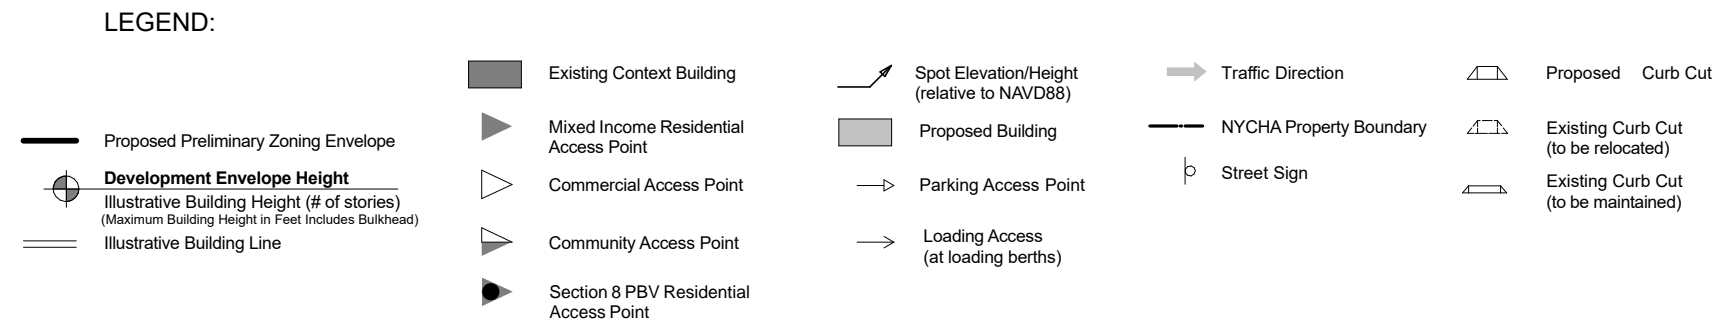 LEGEND:
Proposed Preliminary Zoning Envelope
Development Envelope Height
Illustrative Building Height (# of stories)
(Maximum Building Height in Feet Includes Bulkhead)
Illustrative Building Line
Existing Context Building
Mixed Income Residential
Access Point
Commercial Access Point
Community Access Point
Section 8 PBV Residential
Access Point
Spot Elevation/Height
(relative to NAVD88)
Proposed Building
Parking Access Point
Loading Access
(at loading berths)
Traffic Direction
NYCHA Property Boundary
Street Sign
Proposed Curb Cut
Existing Curb Cut
(to be relocated)
Existing Curb Cut
(to be maintained)